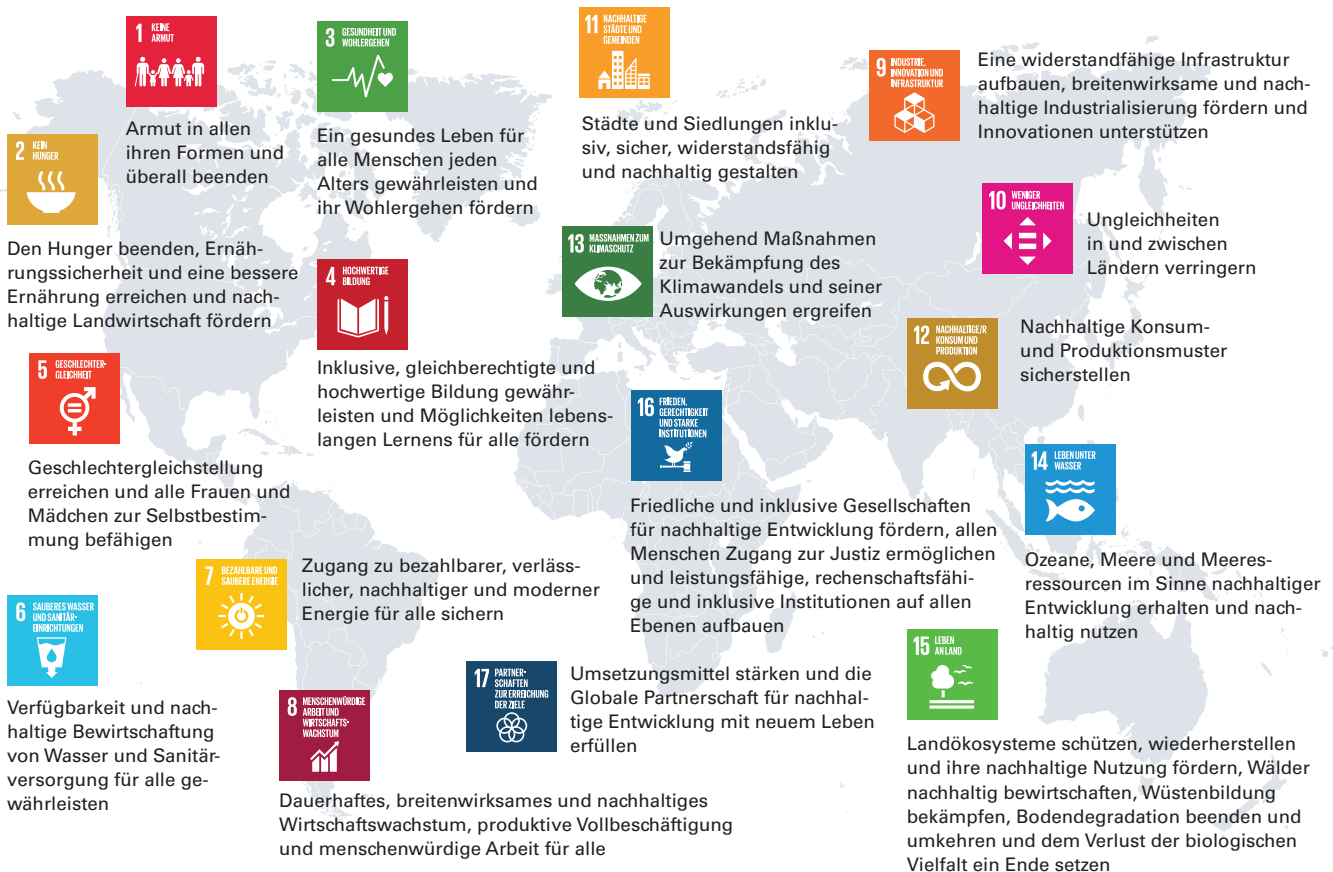 1 KEINE
ARMUT
Armut in allen
ihren Formen und
überall beenden
2 KEIN
HUNGER
Den Hunger beenden, Ernäh-
rungssicherheit und eine bessere
Ernährung erreichen und nach-
haltige Landwirtschaft fördern
3 GESUNDHEIT UND
WOHLERGEHEN
Ein gesundes Leben für
alle Menschen jeden
Alters gewährleisten und
ihr Wohlergehen fördern
4 HOCHWERTIGE
BILDUNG
Inklusive, gleichberechtigte und
hochwertige Bildung gewähr-
leisten und Möglichkeiten lebens-
langen Lernens für alle fördern
5 GESCHLECHTER-
GLEICHHEIT
Geschlechtergleichstellung
erreichen und alle Frauen und
Mädchen zur Selbstbestim-
mung befähigen
6 SAUBERES WASSER
UND SANITÄR-
EINRICHTUNGEN
Verfügbarkeit und nach-
haltige Bewirtschaftung
von Wasser und Sanitär-
versorgung für alle ge-
währleisten
7 BEZAHLBARE UND
SAUBERE ENERGIE
Zugang zu bezahlbarer, verläss-
licher, nachhaltiger und moderner
Energie für alle sichern
8 MENSCHENWÜRDIGE
ARBEIT UND
WIRTSCHAFTS-
WACHSTUM
Dauerhaftes, breitenwirksames und nachhaltiges
Wirtschaftswachstum, produktive Vollbeschäftigung
und menschenwürdige Arbeit für alle
9 INDUSTRIE,
INNOVATION UND
INFRASTRUKTUR
Eine widerstandfähige Infrastruktur
aufbauen, breitenwirksame und nach-
haltige Industrialisierung fördern und
Innovationen unterstützen
10 WENIGER
UNGLEICHHEITEN
Ungleichheiten
in und zwischen
Ländern verringern
11 NACHHALTIGE
STÄDTE UND
GEMEINDEN
Städte und Siedlungen inklu-
siv, sicher, widerstandsfähig
und nachhaltig gestalten
12 NACHHALTIGE/R
KONSUM UND
PRODUKTION
Nachhaltige Konsum-
und Produktionsmuster
sicherstellen
13 MASSNAHMEN ZUM
KLIMASCHUTZ
Umgehend Maßnahmen
zur Bekämpfung des
Klimawandels und seiner
Auswirkungen ergreifen
14 LEBEN UNTER
WASSER
Ozeane, Meere und Meeres-
ressourcen im Sinne nachhaltiger
Entwicklung erhalten und nach-
haltig nutzen
15 LEBEN
AN LAND
Landökosysteme schützen, wiederherstellen
und ihre nachhaltige Nutzung fördern, Wälder
nachhaltig bewirtschaften, Wüstenbildung
bekämpfen, Bodendegradation beenden und
umkehren und dem Verlust der biologischen
Vielfalt ein Ende setzen
16 FRIEDEN,
GERECHTIGKEIT
UND STARKE
INSTITUTIONEN
Friedliche und inklusive Gesellschaften
für nachhaltige Entwicklung fördern, allen
Menschen Zugang zur Justiz ermöglichen
und leistungsfähige, rechenschaftsfähi-
ge und inklusive Institutionen auf allen
Ebenen aufbauen
17 PARTNER-
SCHAFTEN
ZUR ERREICHUNG
DER ZIELE
Umsetzungsmittel stärken und die
Globale Partnerschaft für nachhal-
tige Entwicklung mit neuem Leben
erfüllen